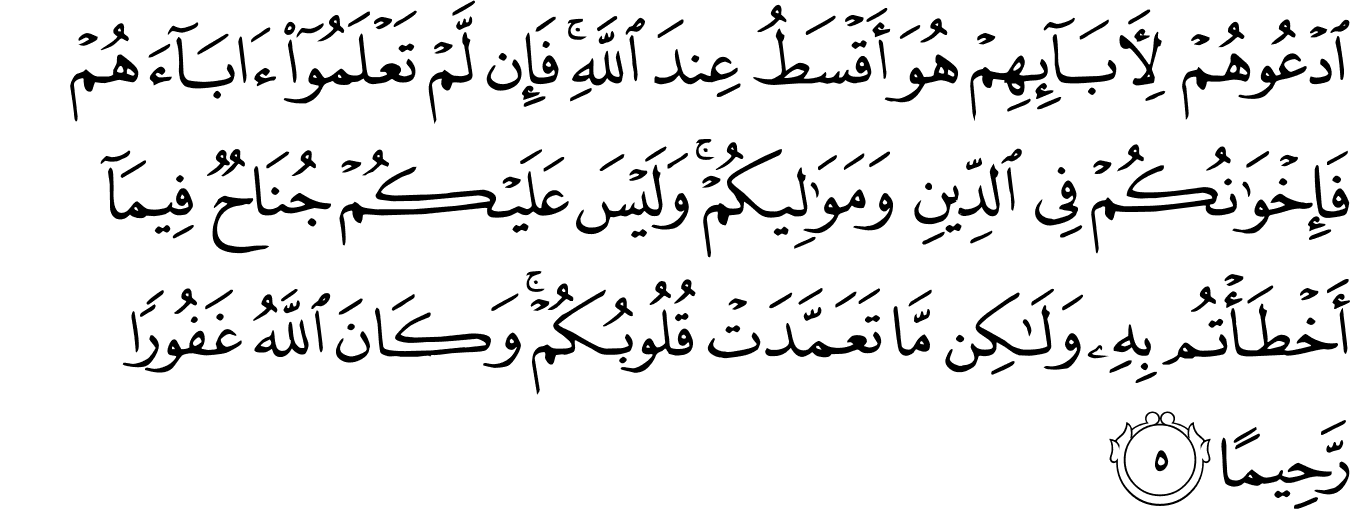 ٱدۡعُوهُمۡ لِأٓبَآئِهِمۡ هُوَ أَقۡسَطُ عِندَ ٱللَّهِۚ فَإِن لَّمۡ تَعۡلَمُوٓاْ ءَابَآءَهُمۡ
فَإِخۡوَٰنُكُمۡ فِي ٱلدِّينِ وَمَوَٰلِيكُمۡۚ وَلَيۡسَ عَلَيۡكُمۡ جُنَاحٞ فِيمَآ
أَخۡطَأۡتُم بِهِۦ وَلَٰكِن مَّا تَعَمَّدَتۡ قُلُوبُكُمۡۚ وَكَانَ ٱللَّهُ غَفُورٗا
رَّحِيمًا ٥